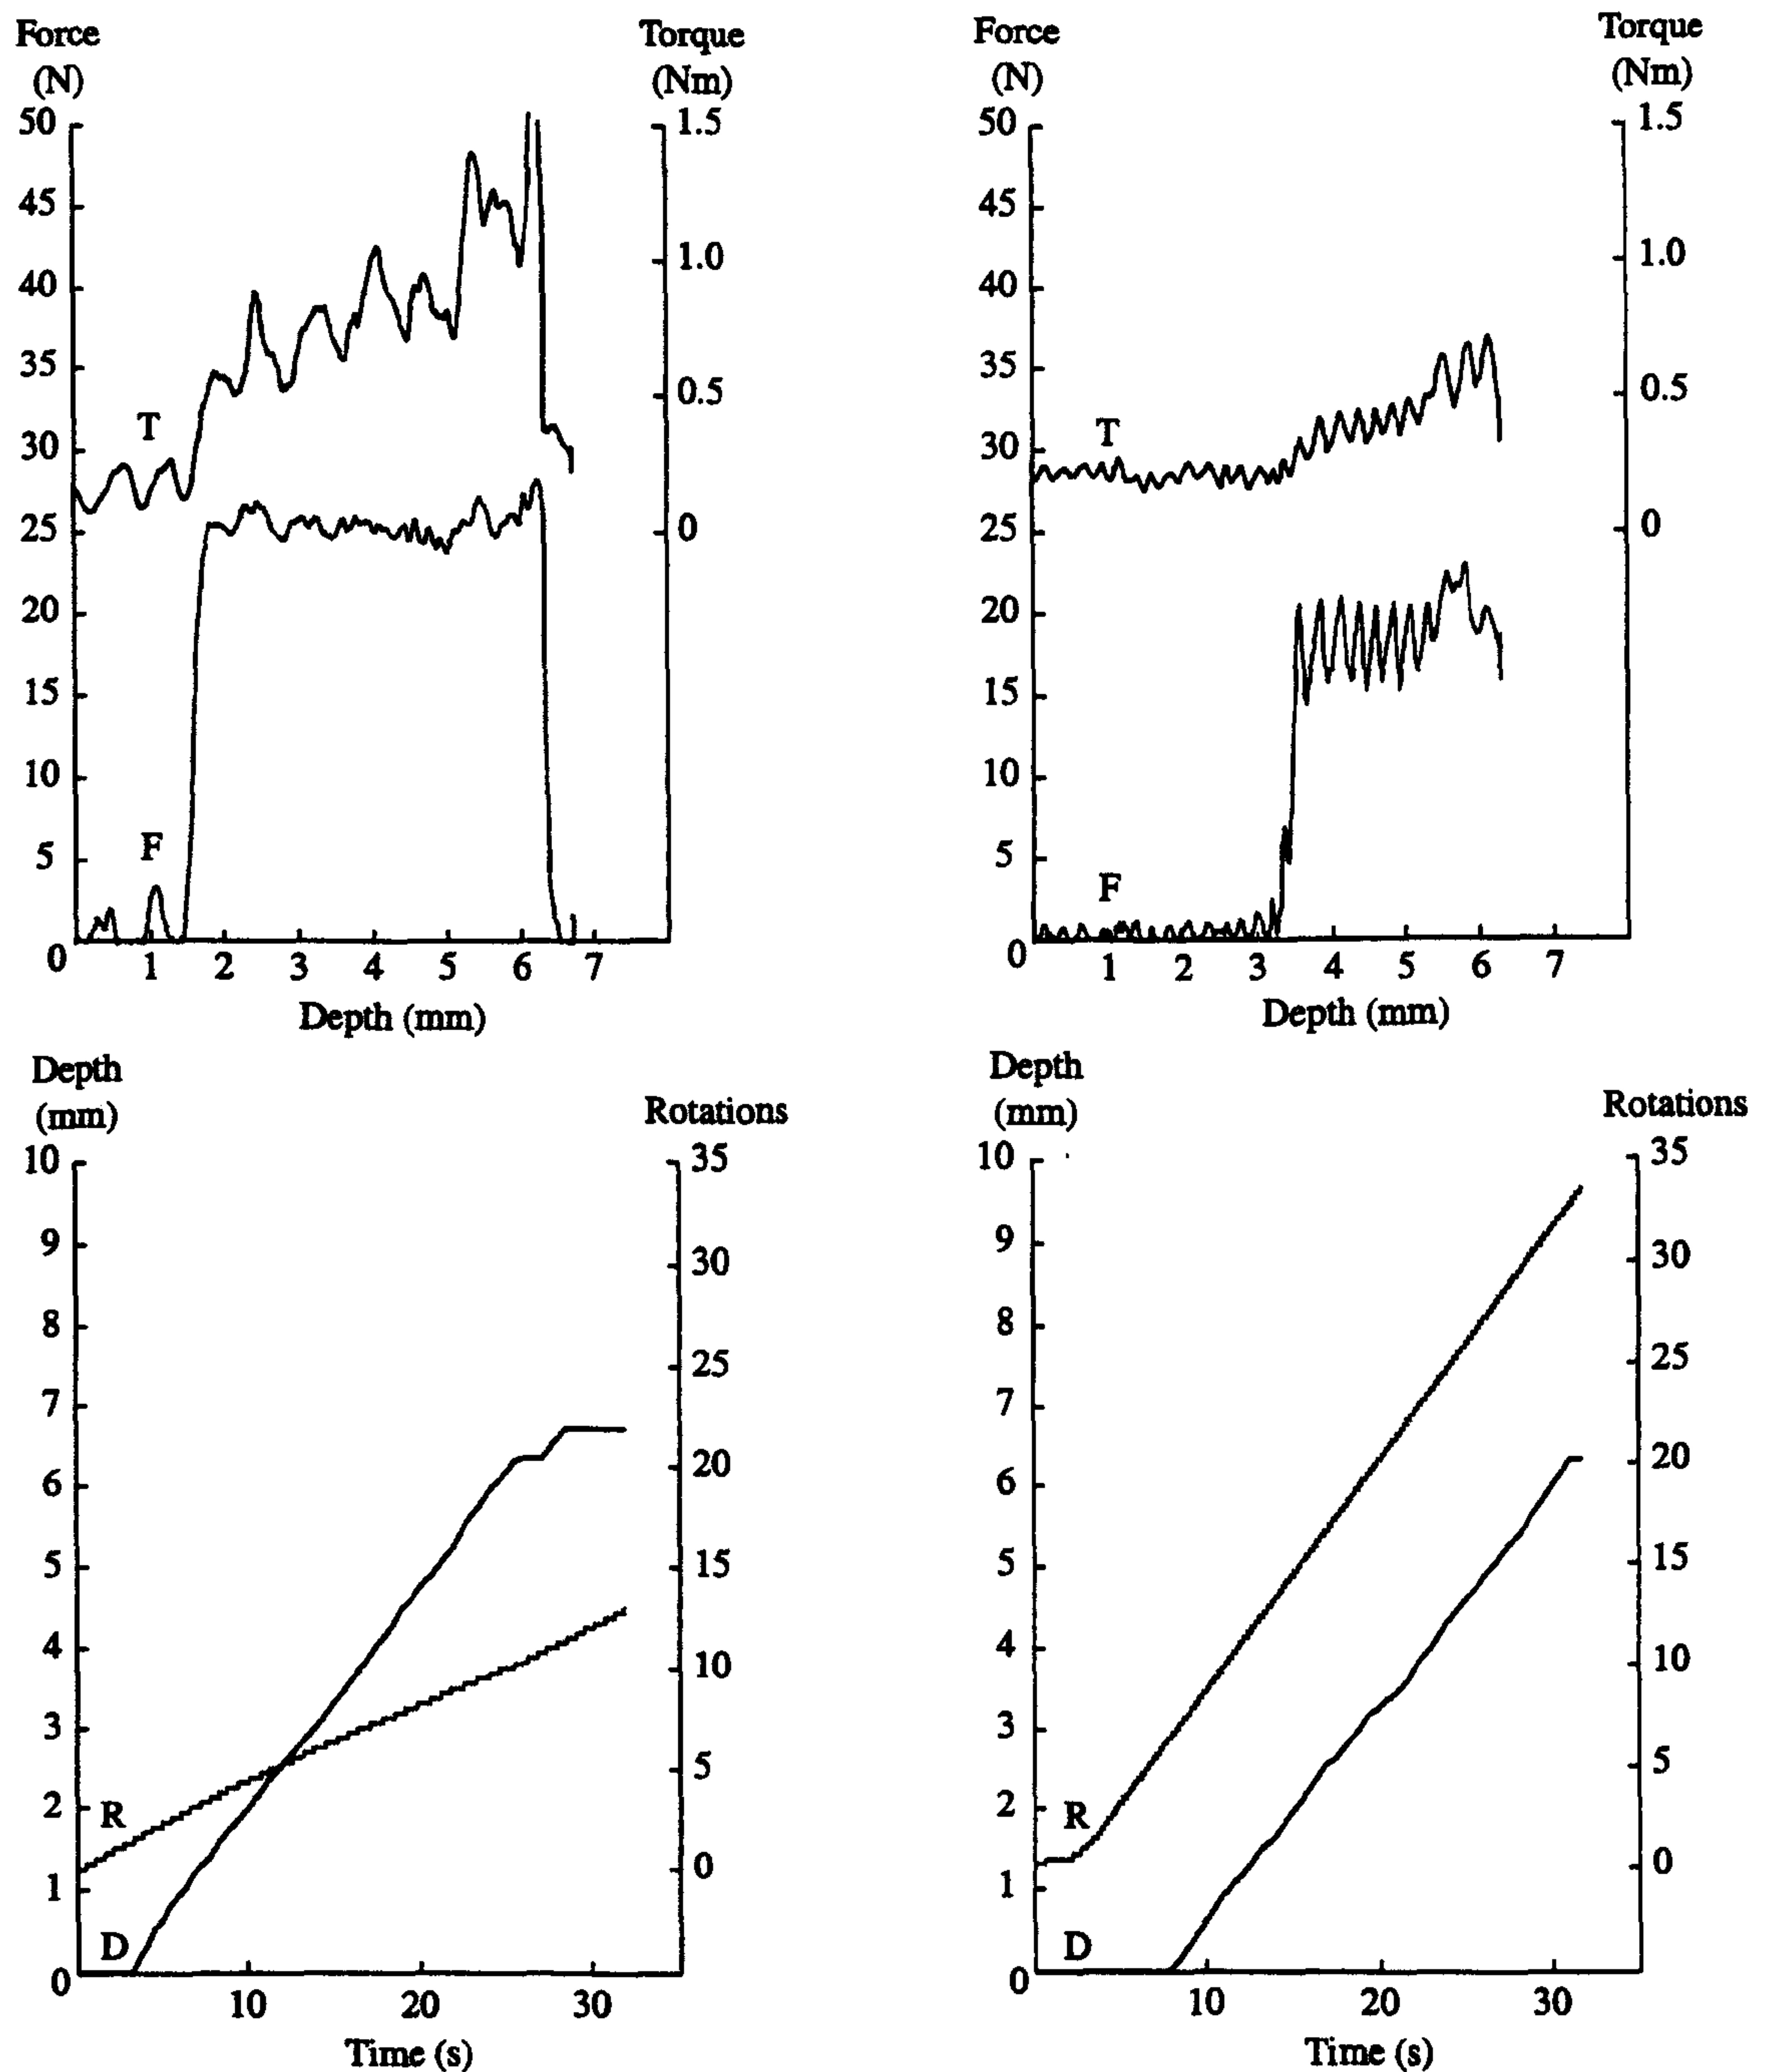 Force
(N)
Torque
(Nm)
50
45
40
35
30
25
20
15
10
5
0
1.5
1.0
0.5
0
T
F
1 2 3 4 5 6 7
Depth (mm)
Force
(N)
Torque
(Nm)
50
45
40
35
30
25
20
15
10
5
0
1.5
1.0
0.5
0
T
F
1 2 3 4 5 6 7
Depth (mm)
Depth
(mm)
Rotations
10
9
8
7
6
5
4
3
2
1
0
35
30
25
20
15
10
5
0
R
D
10 20 30
Time (s)
Depth
(mm)
Rotations
10
9
8
7
6
5
4
3
2
1
0
35
30
25
20
15
10
5
0
R
D
10 20 30
Time (s)